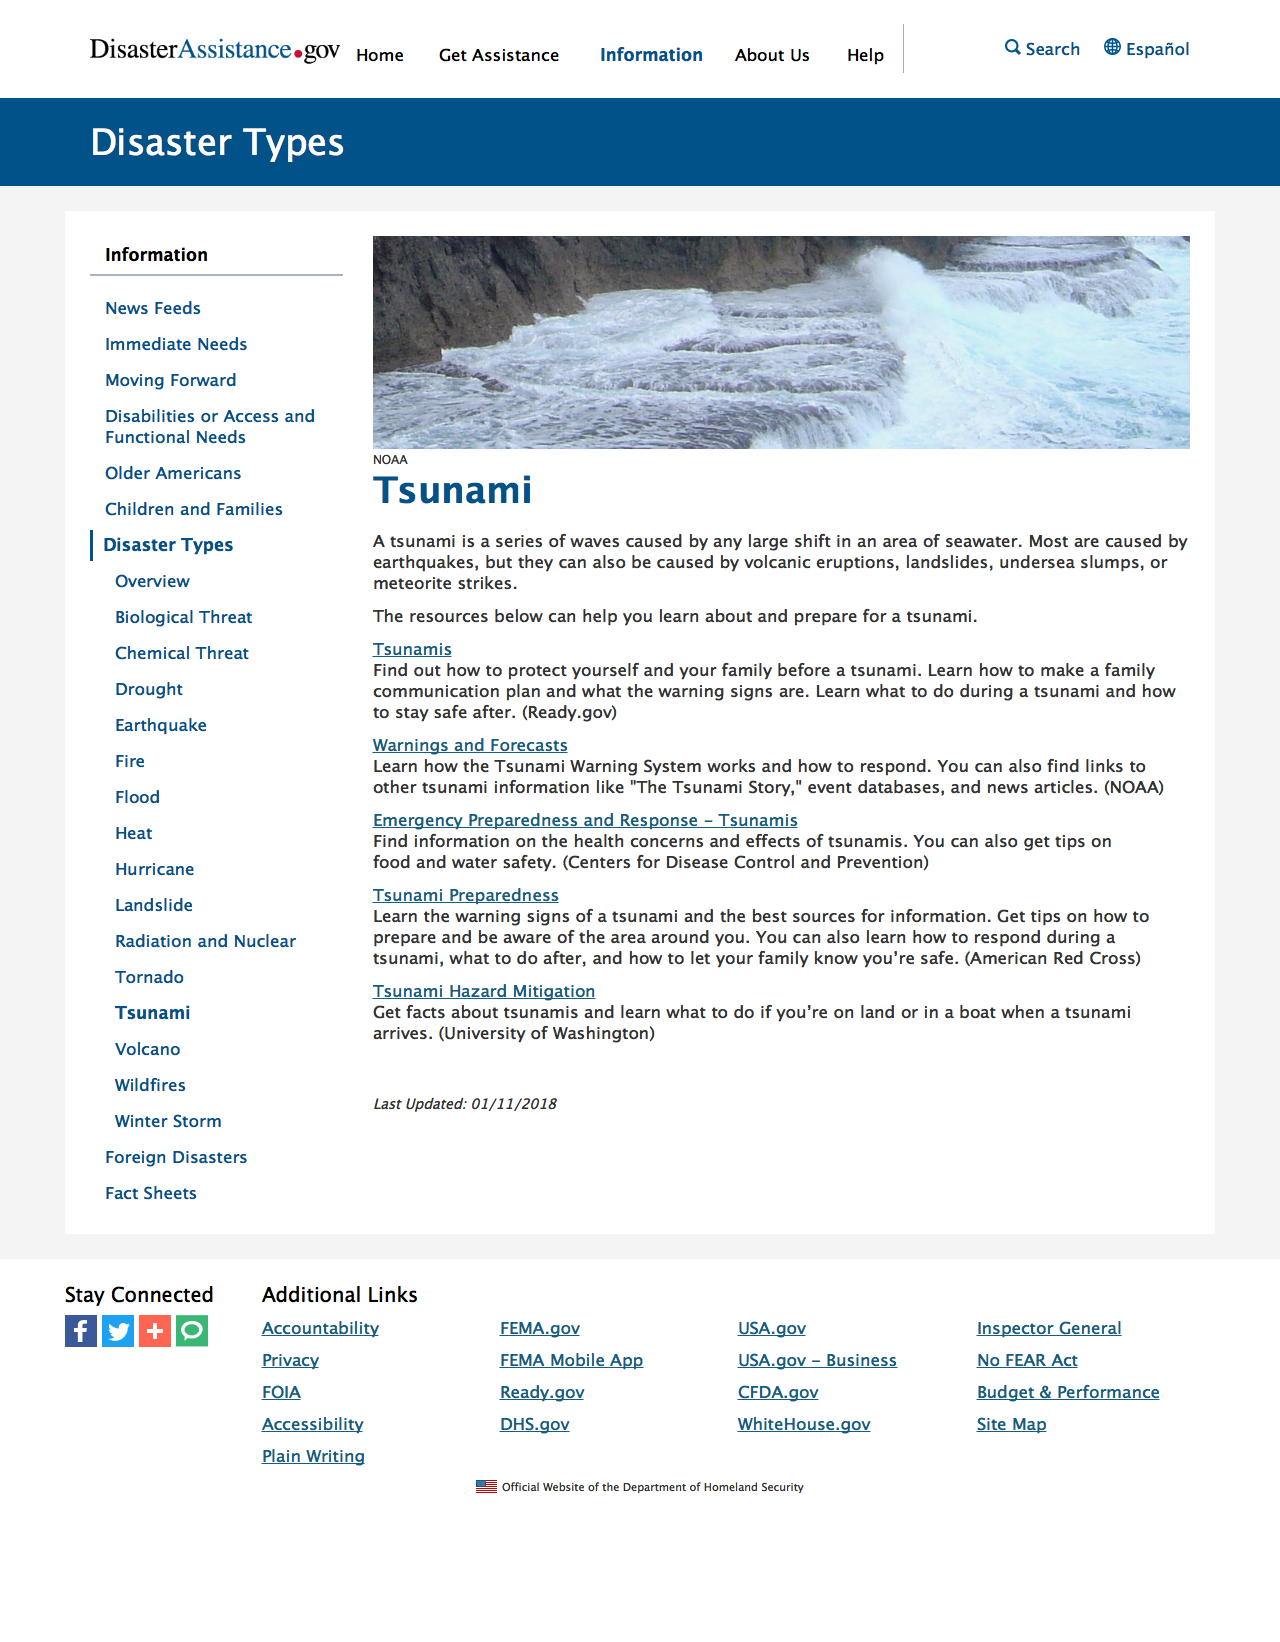 DisasterAssistance.gov
Home
Get Assistance
Information
About Us
Help
Search
Español
Disaster Types
Information
News Feeds
Immediate Needs
Moving Forward
Disabilities or Access and
Functional Needs
Older Americans
Children and Families
Disaster Types
Overview
Biological Threat
Chemical Threat
Drought
Earthquake
Fire
Flood
Heat
Hurricane
Landslide
Radiation and Nuclear
Tornado
Tsunami
Volcano
Wildfires
Winter Storm
Foreign Disasters
Fact Sheets
NOAA
Tsunami
A tsunami is a series of waves caused by any large shift in an area of seawater. Most are caused by
earthquakes, but they can also be caused by volcanic eruptions, landslides, undersea slumps, or
meteorite strikes.
The resources below can help you learn about and prepare for a tsunami.
Tsunamis
Find out how to protect yourself and your family before a tsunami. Learn how to make a family
communication plan and what the warning signs are. Learn what to do during a tsunami and how
to stay safe after. (Ready.gov)
Warnings and Forecasts
Learn how the Tsunami Warning System works and how to respond. You can also find links to
other tsunami information like "The Tsunami Story," event databases, and news articles. (NOAA)
Emergency Preparedness and Response – Tsunamis
Find information on the health concerns and effects of tsunamis. You can also get tips on
food and water safety. (Centers for Disease Control and Prevention)
Tsunami Preparedness
Learn the warning signs of a tsunami and the best sources for information. Get tips on how to
prepare and be aware of the area around you. You can also learn how to respond during a
tsunami, what to do after, and how to let your family know you’re safe. (American Red Cross)
Tsunami Hazard Mitigation
Get facts about tsunamis and learn what to do if you’re on land or in a boat when a tsunami
arrives. (University of Washington)
Last Updated: 01/11/2018
Stay Connected
Additional Links
Accountability
FEMA.gov
USA.gov
Inspector General
Privacy
FEMA Mobile App
USA.gov – Business
No FEAR Act
FOIA
Ready.gov
CFDA.gov
Budget & Performance
Accessibility
DHS.gov
WhiteHouse.gov
Site Map
Plain Writing
Official Website of the Department of Homeland Security